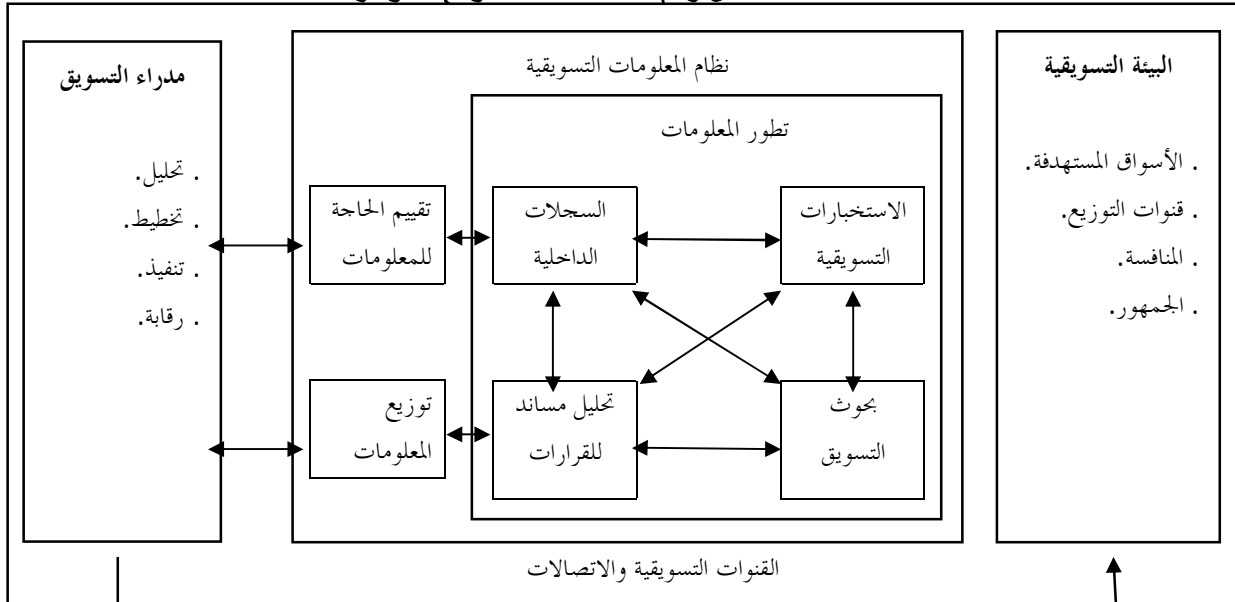 البيئة التسويقية
. الأسواق المستهدفة.
. قنوات التوزيع.
. المنافسة.
. الجمهور.
نظام المعلومات التسويقية
تطور المعلومات
الاستخبارات
التسويقية
السجلات
الداخلية
تقييم الحاجة
للمعلومات
بحوث
التسويق
تحليل مساند
للقرارات
توزيع
المعلومات
مدراء التسويق
. تحليل.
. تخطيط.
. تنفيذ.
. رقابة.
القنوات التسويقية والاتصالات